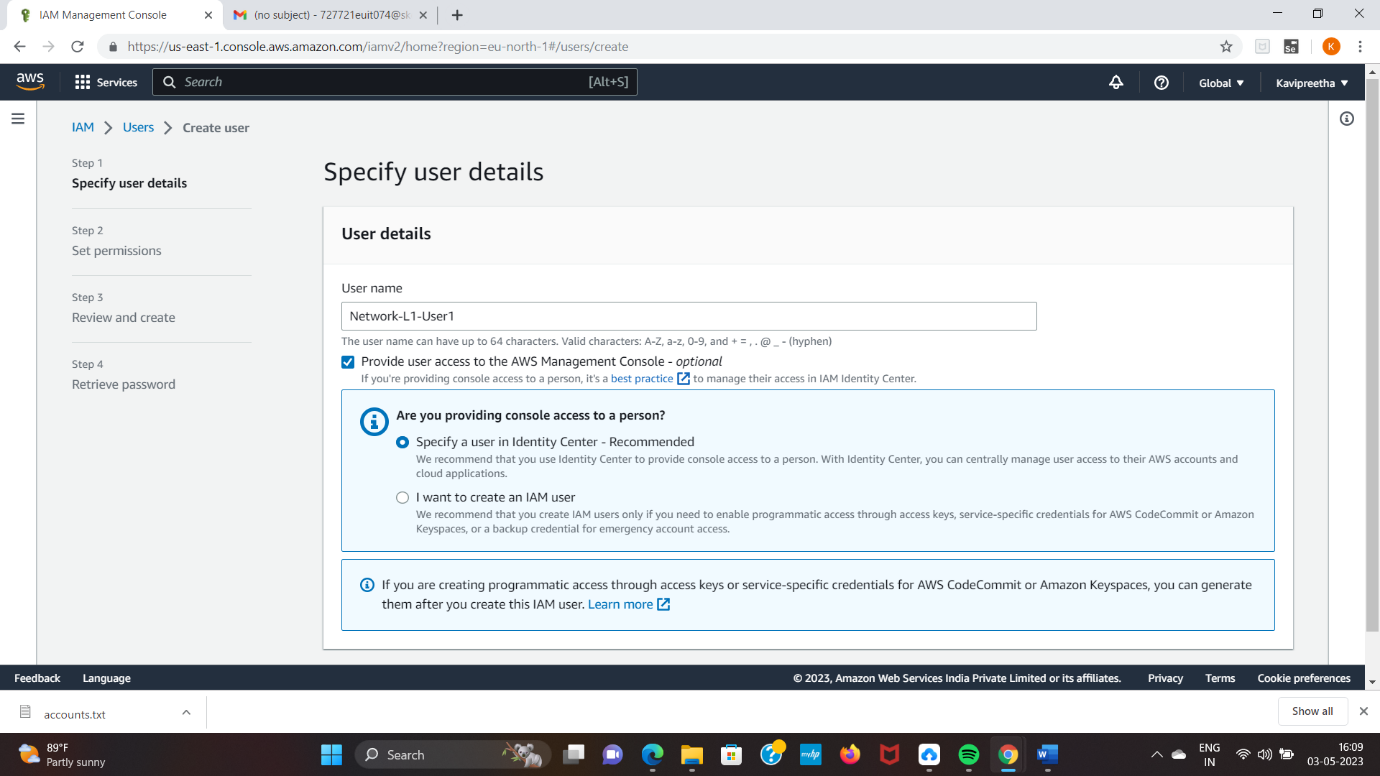 IAM Management Console
(no subject) - 727721euit074@sk
https://us-east-1.console.aws.amazon.com/iamv2/home?region=eu-north-1#/users/create
Se
K
aws
Services
Search
[Alt+S]
Global
Kavipreetha
IAM > Users > Create user
Step 1
Specify user details
Step 2
Set permissions
Step 3
Review and create
Step 4
Retrieve password
Specify user details
User details
User name
Network-L1-User1
The user name can have up to 64 characters. Valid characters: A-Z, a-z, 0-9, and + = , . @ _ - (hyphen)
Provide user access to the AWS Management Console - optional
If you're providing console access to a person, it's a best practice to manage their access in IAM Identity Center.
Are you providing console access to a person?
Specify a user in Identity Center - Recommended
We recommend that you use Identity Center to provide console access to a person. With Identity Center, you can centrally manage user access to their AWS accounts and
cloud applications.
I want to create an IAM user
We recommend that you create IAM users only if you need to enable programmatic access through access keys, service-specific credentials for AWS CodeCommit or Amazon
Keyspaces, or a backup credential for emergency account access.
If you are creating programmatic access through access keys or service-specific credentials for AWS CodeCommit or Amazon Keyspaces, you can generate
them after you create this IAM user. Learn more
Feedback
Language
© 2023, Amazon Web Services India Private Limited or its affiliates.
Privacy
Terms
Cookie preferences
accounts.txt
Show all
89°F
Partly sunny
Search
myhp
ENG
IN
16:09
03-05-2023